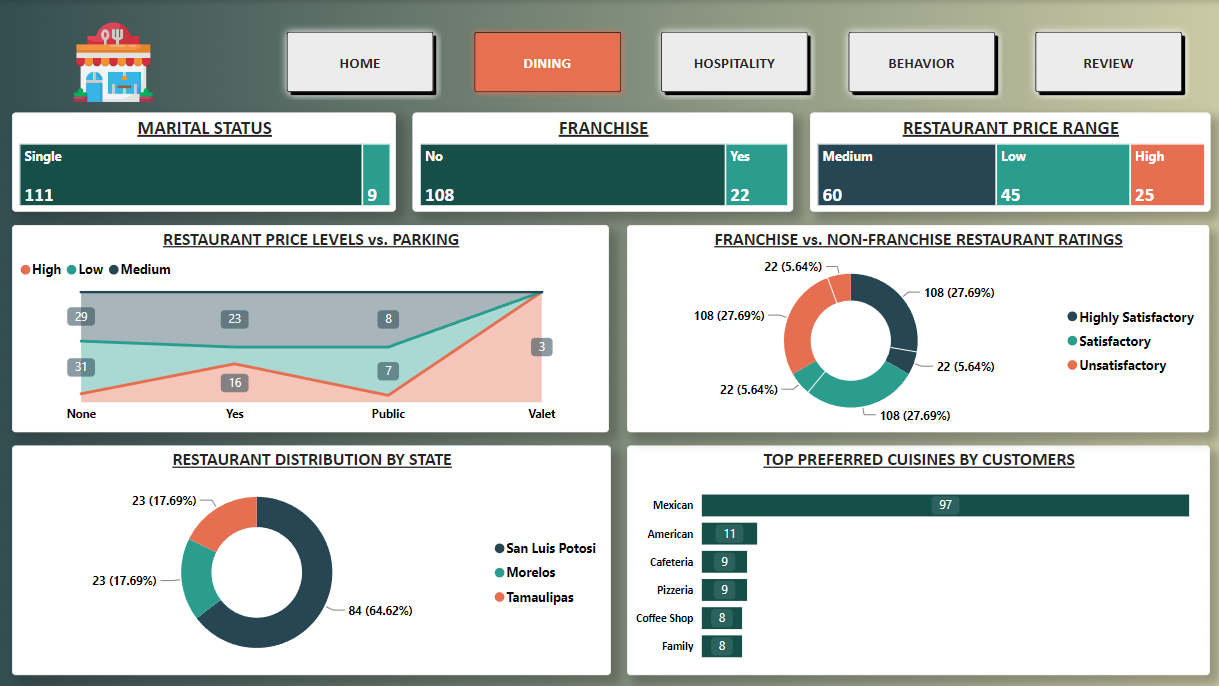 HOME
DINING
HOSPITALITY
BEHAVIOR
REVIEW
MARITAL STATUS
Single
111
9
FRANCHISE
No
108
Yes
22
RESTAURANT PRICE RANGE
Medium
60
Low
45
High
25
RESTAURANT PRICE LEVELS vs. PARKING
High Low Medium
29
23
8
3
31
7
16
None Yes Public Valet
FRANCHISE vs. NON-FRANCHISE RESTAURANT RATINGS
22 (5.64%)
108 (27.69%)
108 (27.69%)
22 (5.64%)
22 (5.64%)
108 (27.69%)
Highly Satisfactory
Satisfactory
Unsatisfactory
RESTAURANT DISTRIBUTION BY STATE
23 (17.69%)
23 (17.69%)
84 (64.62%)
San Luis Potosi
Morelos
Tamaulipas
TOP PREFERRED CUISINES BY CUSTOMERS
Mexican 97
American 11
Cafeteria 9
Pizzeria 9
Coffee Shop 8
Family 8